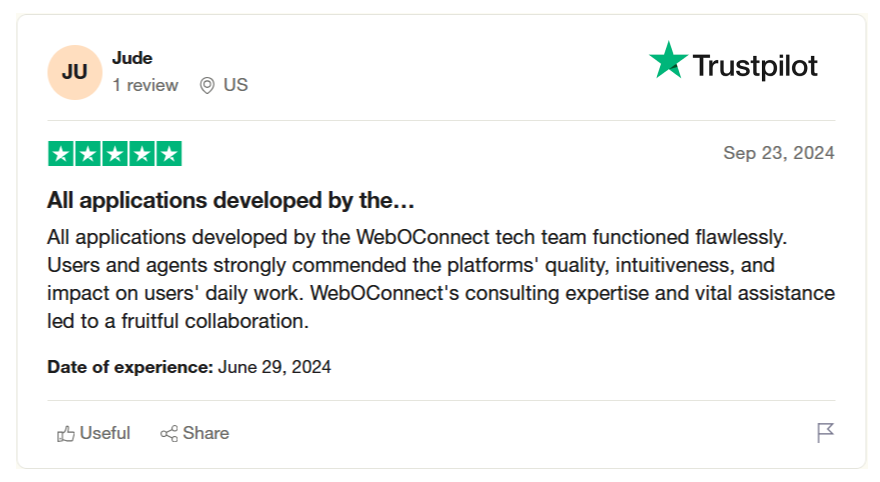 JU
Jude
1 review US
Trustpilot
Sep 23, 2024
All applications developed by the…
All applications developed by the WebOConnect tech team functioned flawlessly.
Users and agents strongly commended the platforms' quality, intuitiveness, and
impact on users' daily work. WebOConnect's consulting expertise and vital assistance
led to a fruitful collaboration.
Date of experience: June 29, 2024
Useful Share